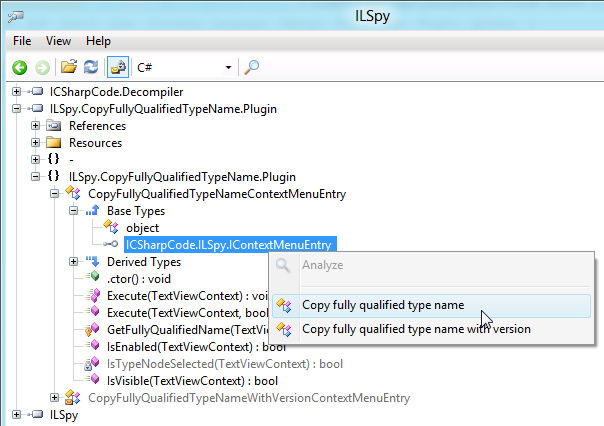 ILSpy
File View Help
C#
ICSharpCode.Decompiler
ILSpy.CopyFullyQualifiedTypeName.Plugin
References
Resources
{} -
{} ILSpy.CopyFullyQualifiedTypeName.Plugin
CopyFullyQualifiedTypeNameContextMenuEntry
Base Types
object
ICSharpCode.ILSpy.IContextMenuEntry
Derived Types
Analyze
.ctor() : void
Execute(TextViewContext) : voi
Copy fully qualified type name
Execute(TextViewContext, bool
GetFullyQualifiedName(TextVie
Copy fully qualified type name with version
IsEnabled(TextViewContext) : bool
IsTypeNodeSelected(TextViewContext) : bool
IsVisible(TextViewContext) : bool
CopyFullyQualifiedTypeNameWithVersionContextMenuEntry
ILSpy